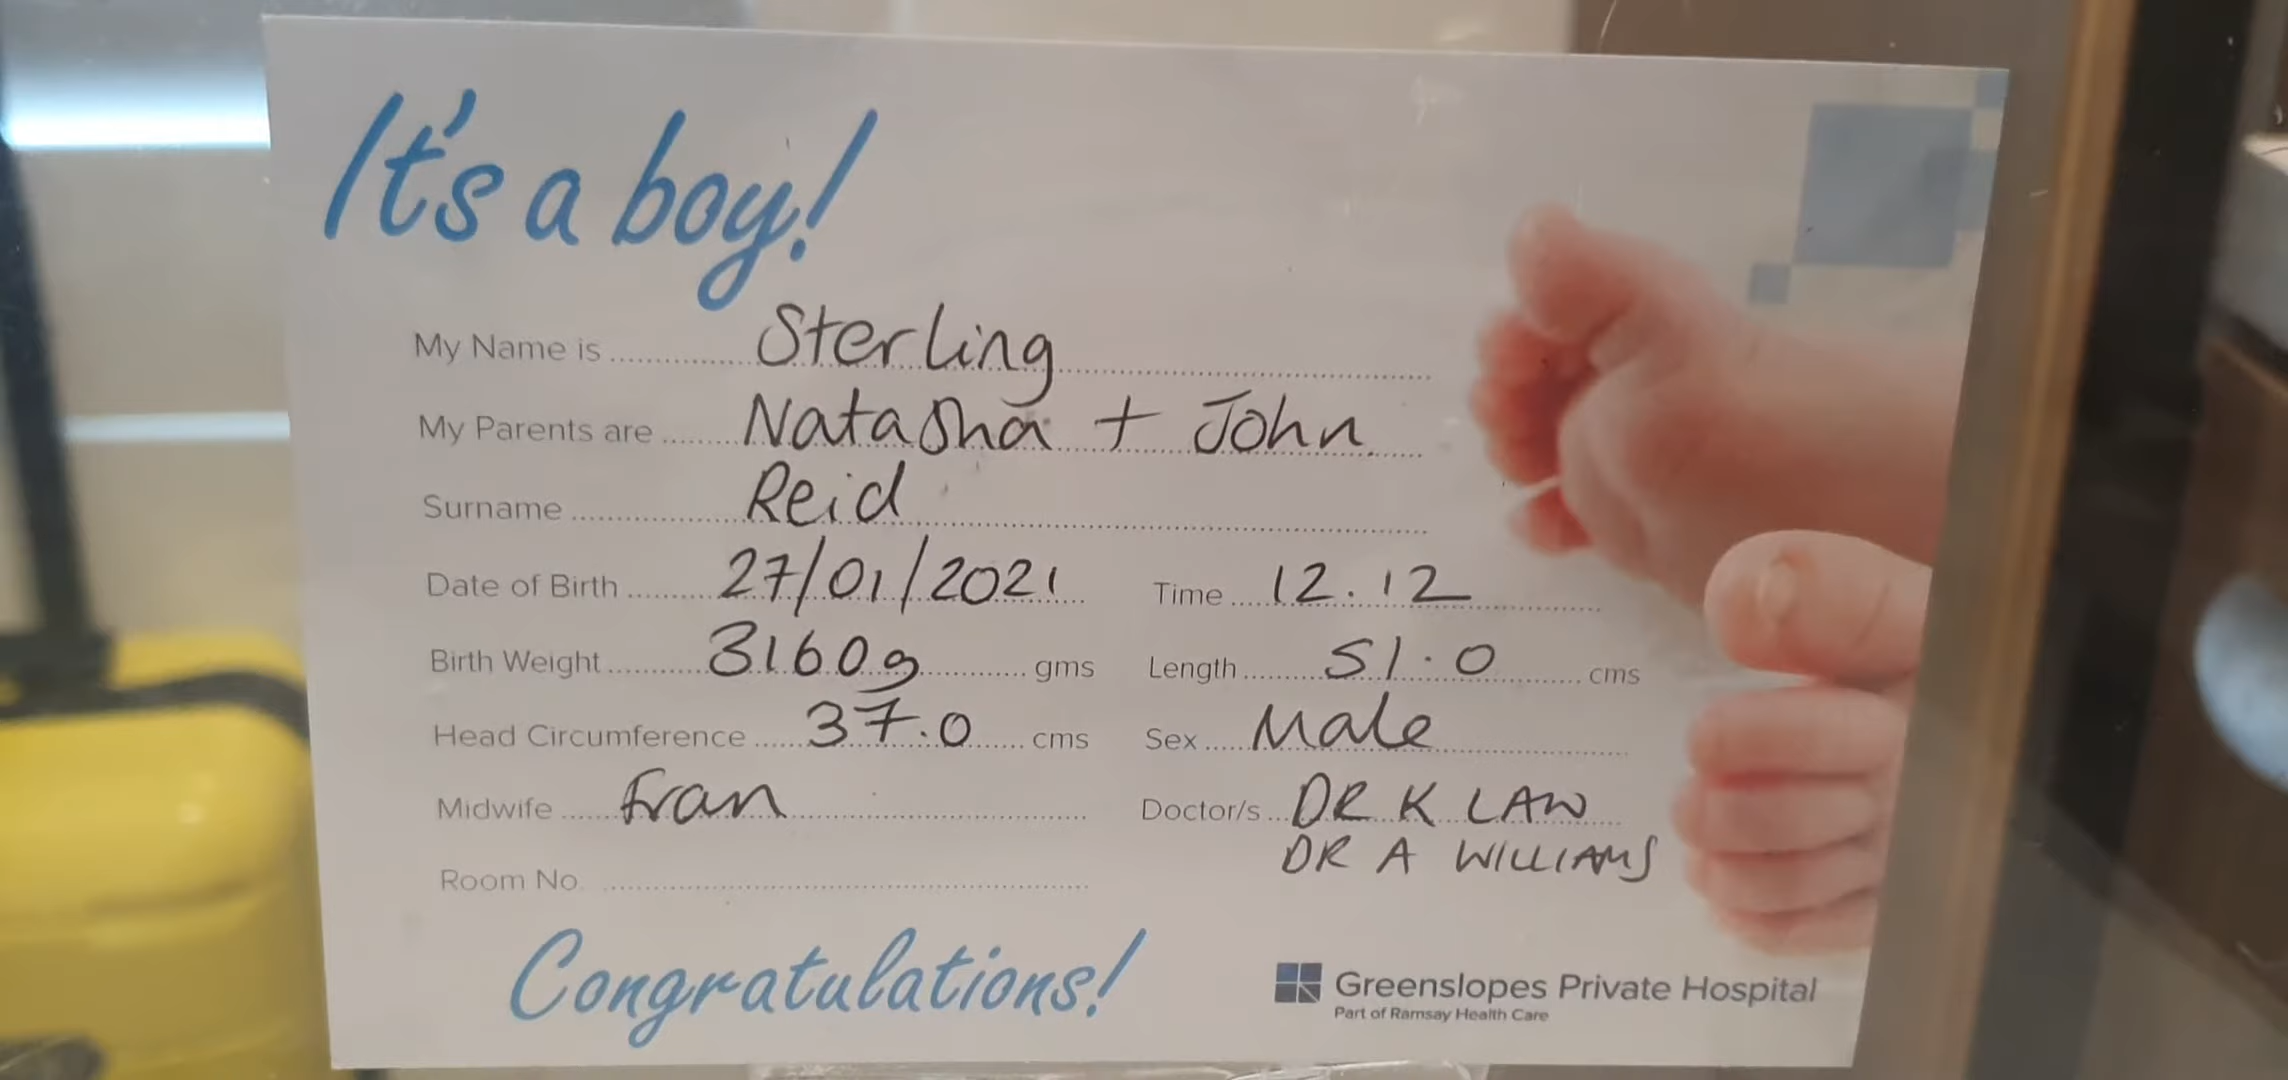 It's a boy!
My Name is Sterling
My Parents are Natasha + John
Surname Reid
Date of Birth 27/01/2021 Time 12.12
Birth Weight 3160g gms Length 51.0 cms
Head Circumference 37.0 cms Sex Male
Midwife Fran Doctor/s DR K LAW
DR A WILLIAMS
Room No.
Congratulations!
Greenslopes Private Hospital
Part of Ramsay Health Care